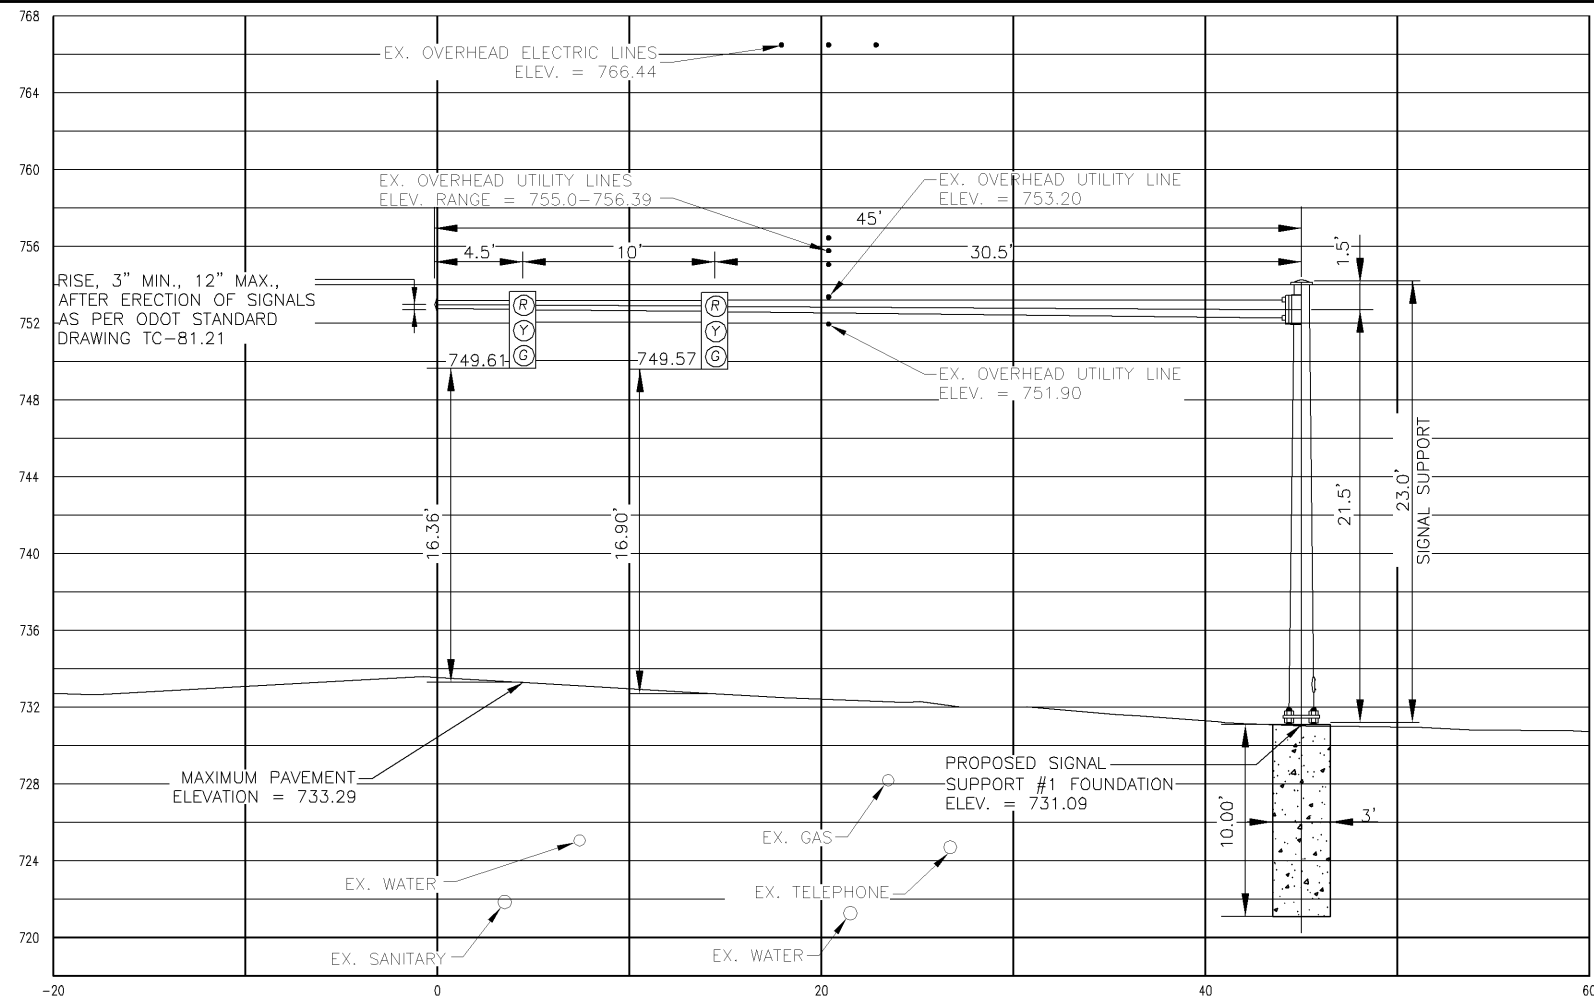 768
EX. OVERHEAD ELECTRIC LINES
ELEV. = 766.44
764
760
EX. OVERHEAD UTILITY LINES
ELEV. RANGE = 755.0-756.39
EX. OVERHEAD UTILITY LINE
ELEV. = 753.20
45'
756
4.5'
10'
30.5'
1.5'
RISE, 3" MIN., 12" MAX.,
AFTER ERECTION OF SIGNALS
AS PER ODOT STANDARD
DRAWING TC-81.21
752
R
Y
G
R
Y
G
749.61
749.57
EX. OVERHEAD UTILITY LINE
ELEV. = 751.90
748
744
740
16.36'
16.90'
21.5'
23.0'
SIGNAL SUPPORT
736
732
MAXIMUM PAVEMENT
ELEVATION = 733.29
PROPOSED SIGNAL
SUPPORT #1 FOUNDATION
ELEV. = 731.09
728
10.00'
3'
EX. GAS
EX. WATER
724
EX. TELEPHONE
EX. SANITARY
EX. WATER
720
-20
0
20
40
60